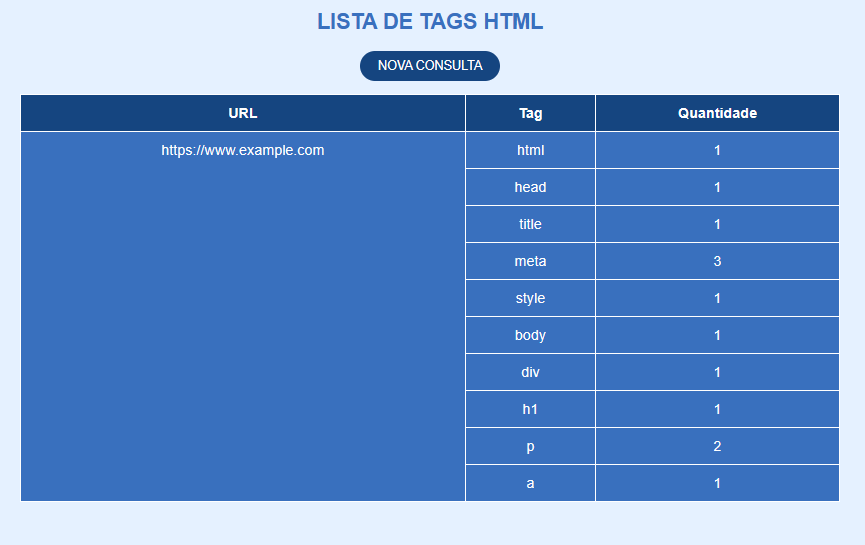 LISTA DE TAGS HTML
NOVA CONSULTA
URL Tag Quantidade
https://www.example.com html 1
head 1
title 1
meta 3
style 1
body 1
div 1
h1 1
p 2
a 1